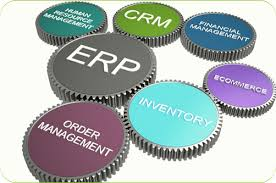 HUMAN
RESOURCE
MANAGEMENT
CRM
FINANCIAL
MANAGEMENT
ERP
ECOMMERCE
INVENTORY
ORDER
MANAGEMENT